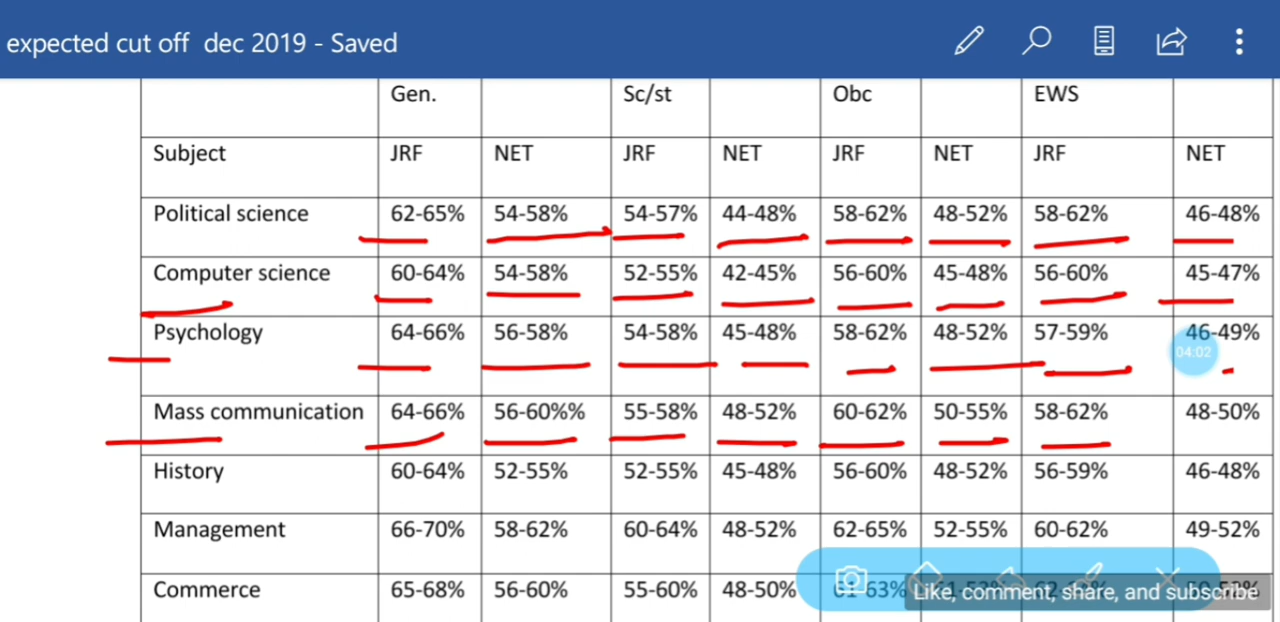 expected cut off dec 2019 - Saved
Gen. Sc/st Obc EWS
Subject JRF NET JRF NET JRF NET JRF NET
Political science 62-65% 54-58% 54-57% 44-48% 58-62% 48-52% 58-62% 46-48%
Computer science 60-64% 54-58% 52-55% 42-45% 56-60% 45-48% 56-60% 45-47%
Psychology 64-66% 56-58% 54-58% 45-48% 58-62% 48-52% 57-59% 46-49%
04:02
Mass communication 64-66% 56-60%% 55-58% 48-52% 60-62% 50-55% 58-62% 48-50%
History 60-64% 52-55% 52-55% 45-48% 56-60% 48-52% 56-59% 46-48%
Management 66-70% 58-62% 60-64% 48-52% 62-65% 52-55% 60-62% 49-52%
Commerce 65-68% 56-60% 55-60% 48-50%
Like, comment, share, and subscribe